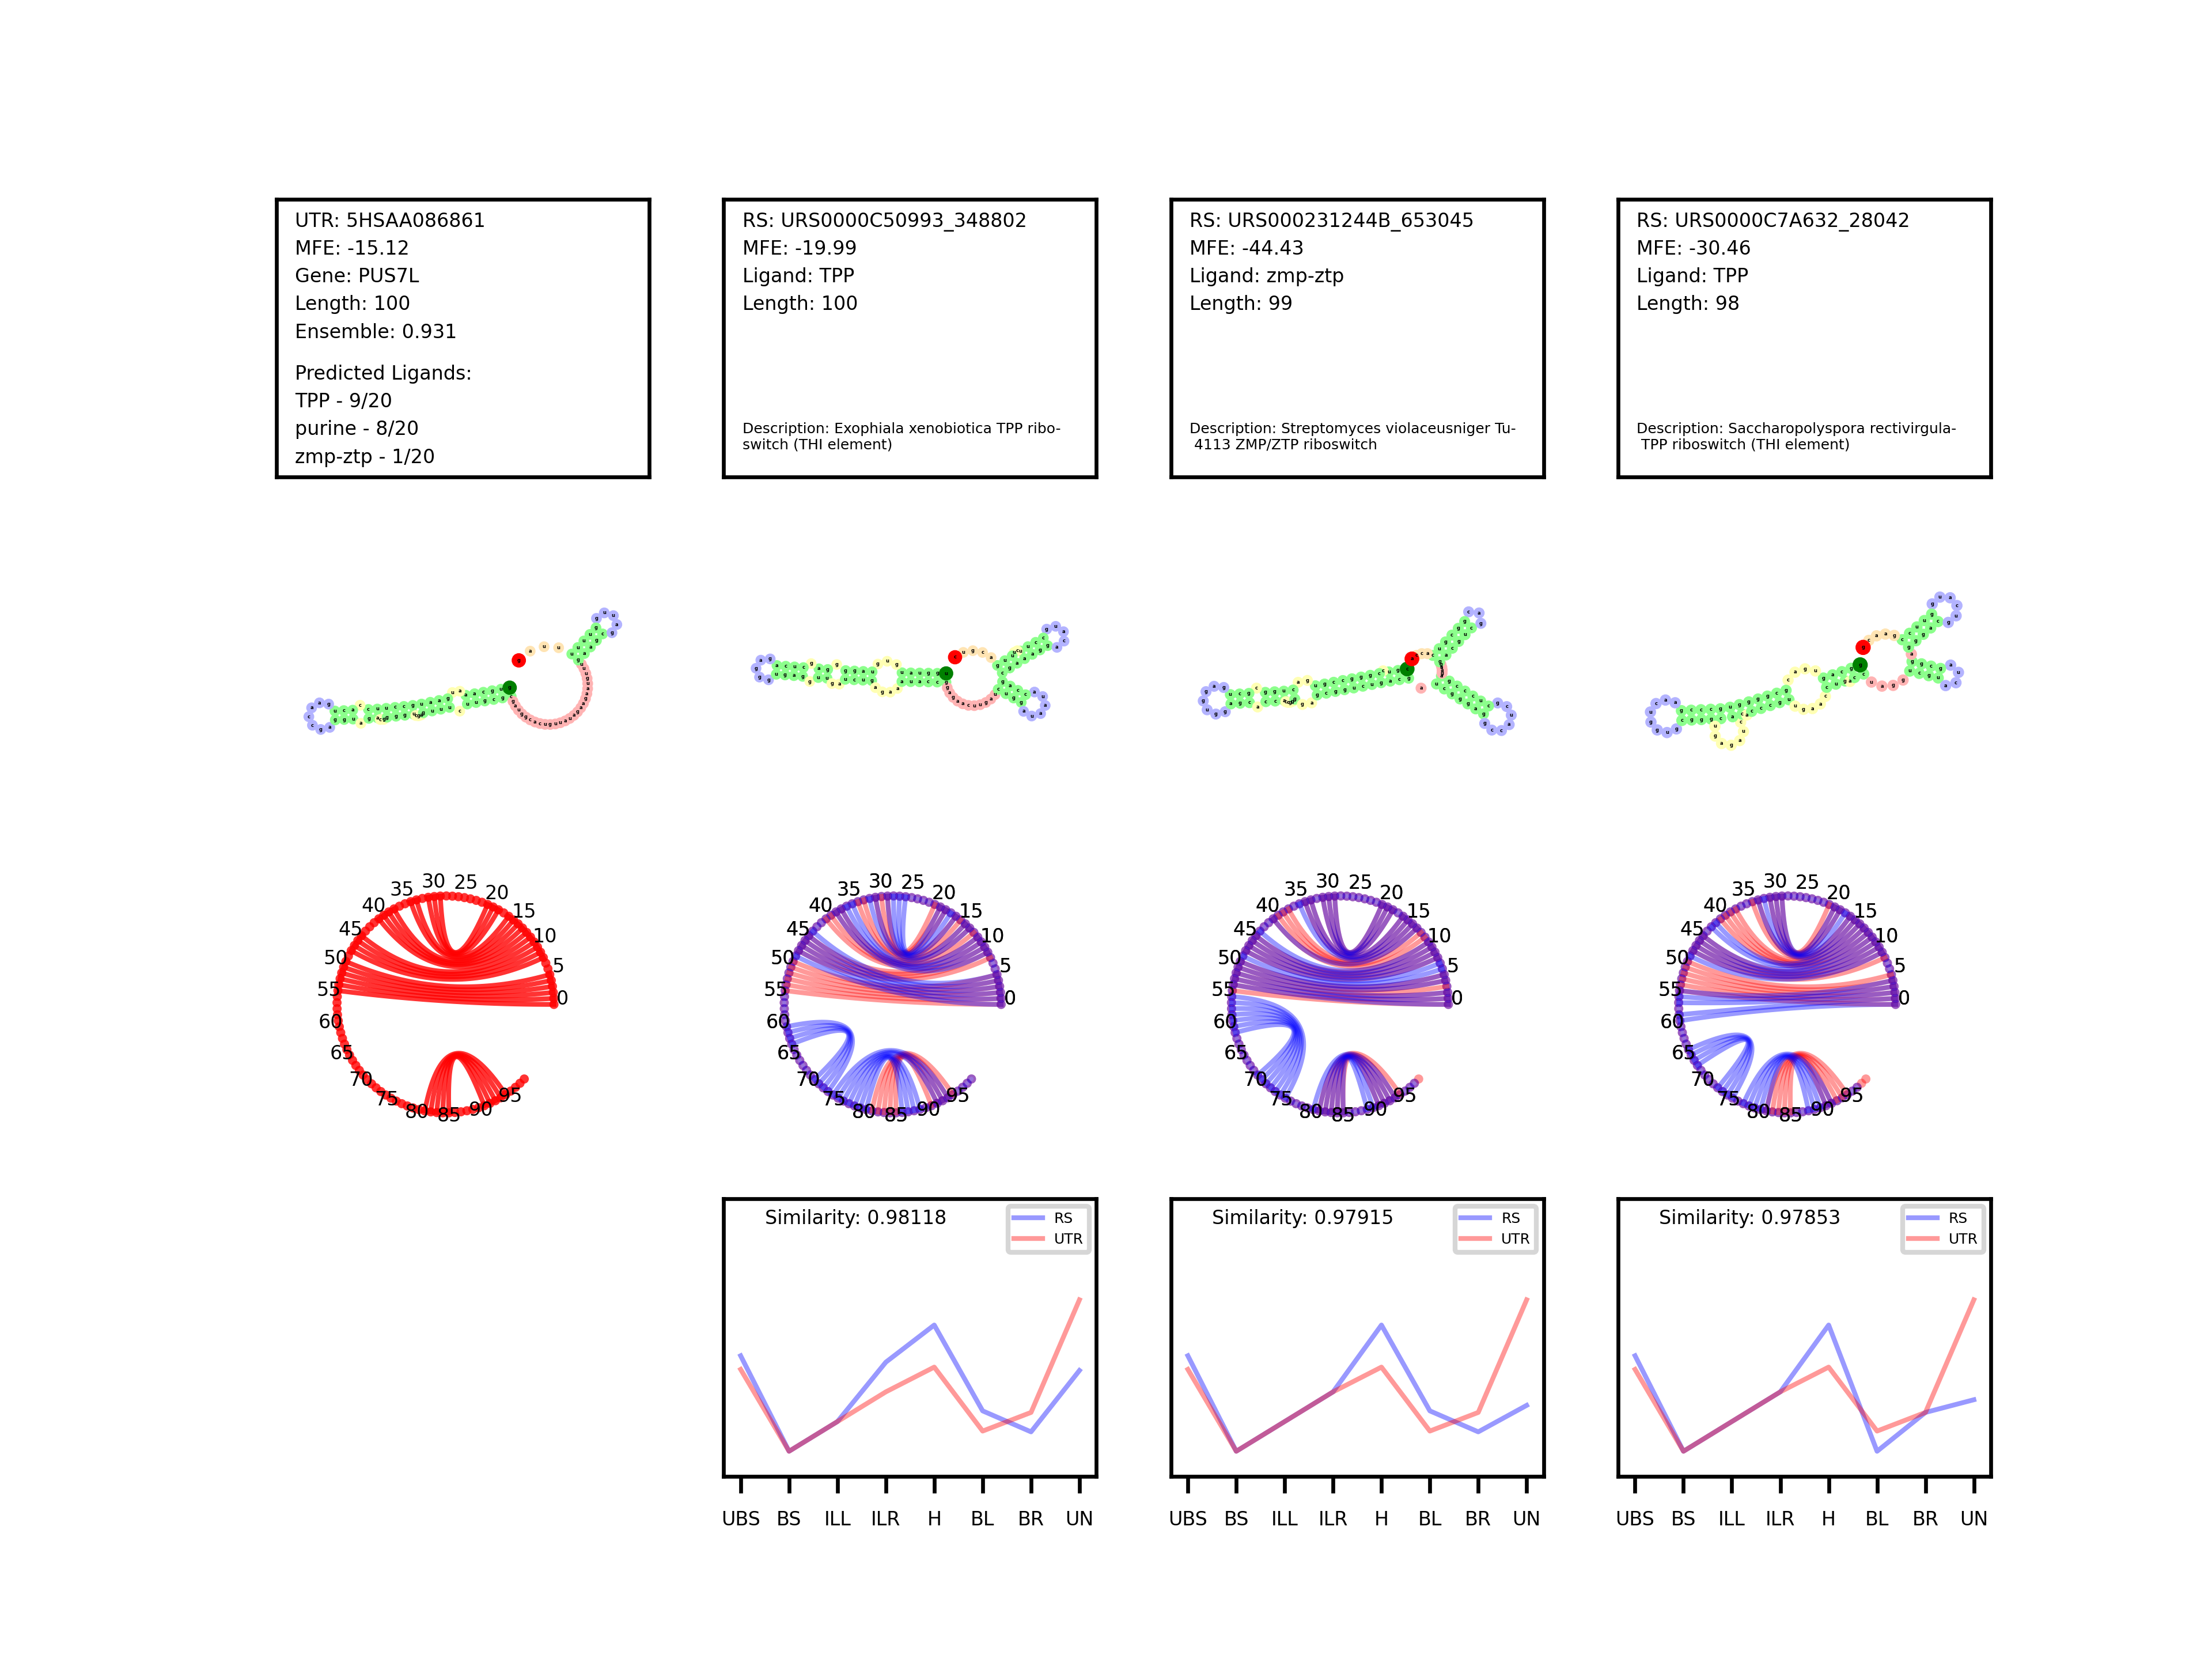 UTR: 5HSAA086861
MFE: -15.12
Gene: PUS7L
Length: 100
Ensemble: 0.931
Predicted Ligands:
TPP - 9/20
purine - 8/20
zmp-ztp - 1/20
RS: URS0000C50993_348802
MFE: -19.99
Ligand: TPP
Length: 100
Description: Exophiala xenobiotica TPP ribo-
switch (THI element)
RS: URS000231244B_653045
MFE: -44.43
Ligand: zmp-ztp
Length: 99
Description: Streptomyces violaceusniger Tu-
4113 ZMP/ZTP riboswitch
RS: URS0000C7A632_28042
MFE: -30.46
Ligand: TPP
Length: 98
Description: Saccharopolyspora rectivirgula-
TPP riboswitch (THI element)
0 5 10 15 20 25 30 35 40 45 50 55 60 65 70 75 80 85 90 95
0 5 10 15 20 25 30 35 40 45 50 55 60 65 70 75 80 85 90 95
0 5 10 15 20 25 30 35 40 45 50 55 60 65 70 75 80 85 90 95
0 5 10 15 20 25 30 35 40 45 50 55 60 65 70 75 80 85 90 95
Similarity: 0.98118
RS
UTR
UBS BS ILL ILR H BL BR UN
Similarity: 0.97915
RS
UTR
UBS BS ILL ILR H BL BR UN
Similarity: 0.97853
RS
UTR
UBS BS ILL ILR H BL BR UN